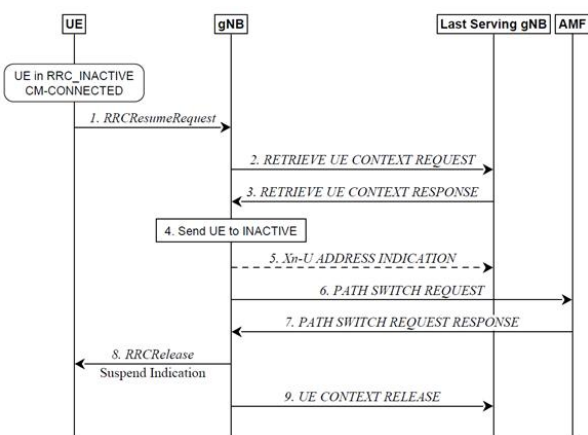 UE
gNB
Last Serving gNB
AMF
UE in RRC_INACTIVE
CM-CONNECTED
1. RRCResumeRequest
2. RETRIEVE UE CONTEXT REQUEST
3. RETRIEVE UE CONTEXT RESPONSE
4. Send UE to INACTIVE
5. Xn-U ADDRESS INDICATION
6. PATH SWITCH REQUEST
7. PATH SWITCH REQUEST RESPONSE
8. RRCRelease
Suspend Indication
9. UE CONTEXT RELEASE